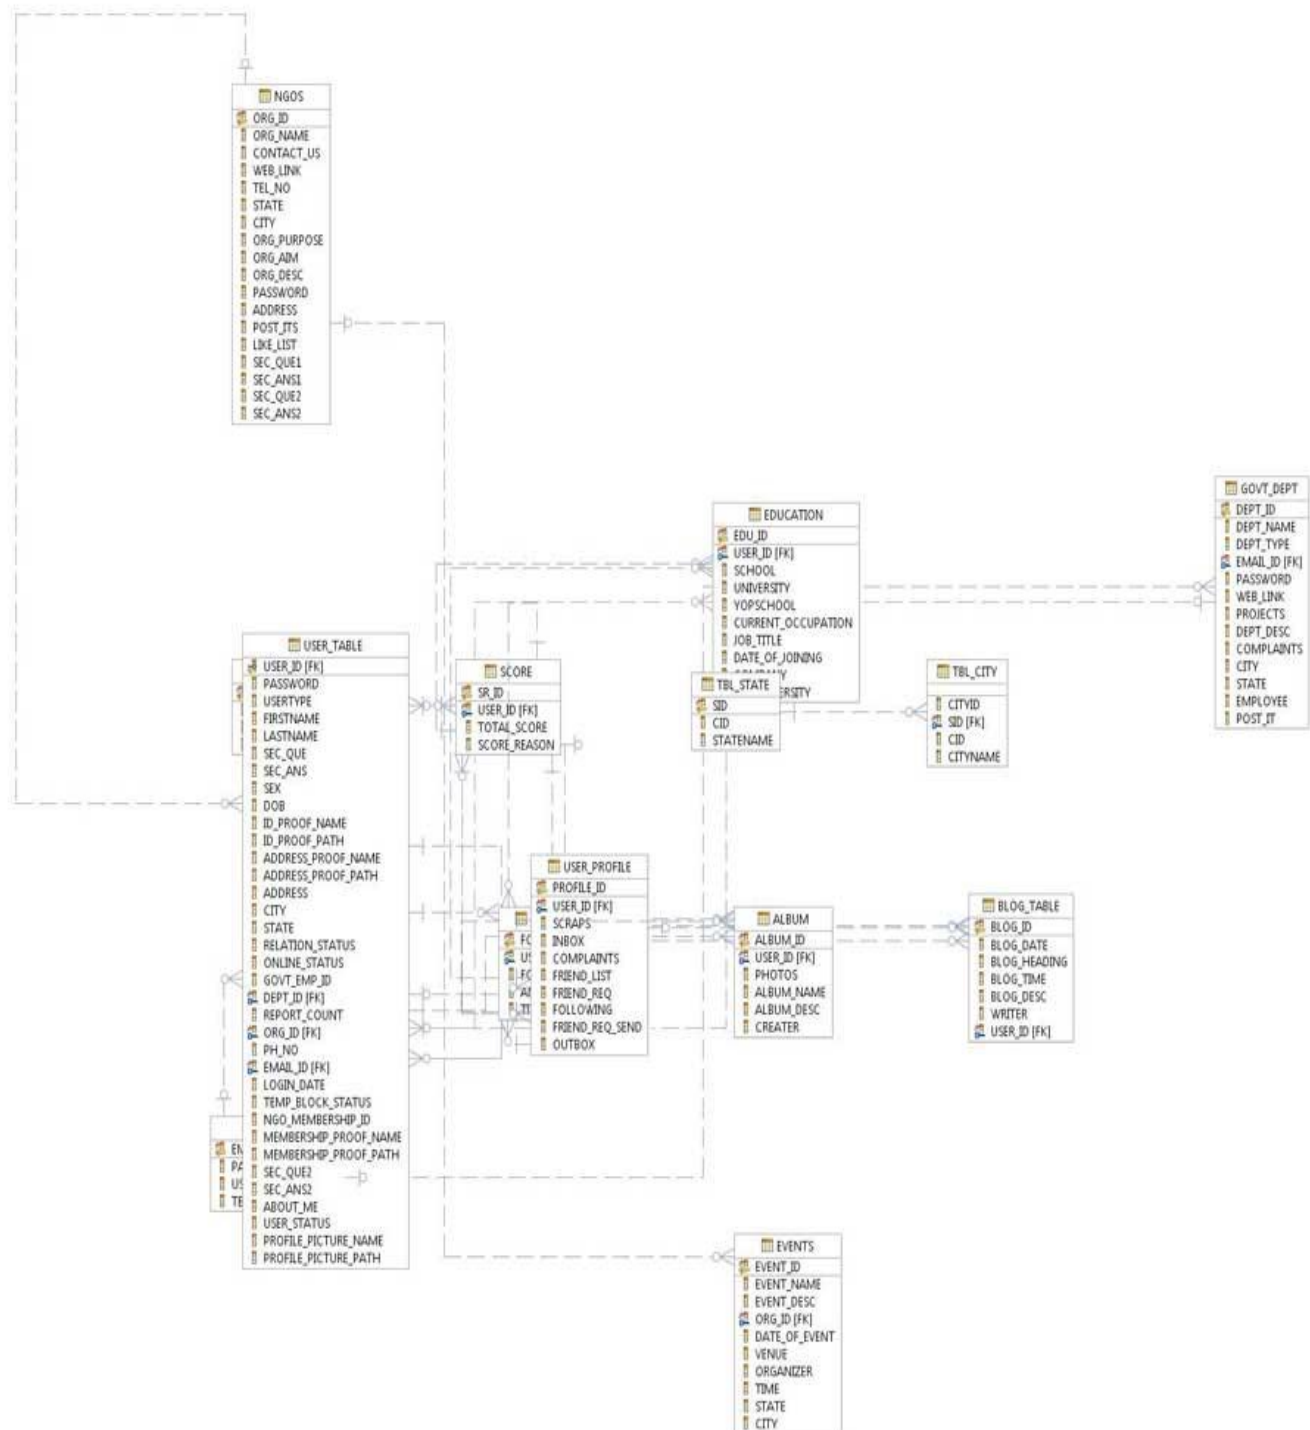 NGOS
ORG_ID
ORG_NAME
CONTACT_US
WEB_LINK
TEL_NO
STATE
CITY
ORG_PURPOSE
ORG_AIM
ORG_DESC
PASSWORD
ADDRESS
POST_ITS
LIKE_LIST
SEC_QUE1
SEC_ANS1
SEC_QUE2
SEC_ANS2
GOVT_DEPT
DEPT_ID
DEPT_NAME
DEPT_TYPE
EMAIL_ID [FK]
PASSWORD
WEB_LINK
PROJECTS
DEPT_DESC
COMPLAINTS
CITY
STATE
EMPLOYEE
POST_IT
EDUCATION
EDU_ID
USER_ID [FK]
SCHOOL
UNIVERSITY
YOPSCHOOL
CURRENT_OCCUPATION
JOB_TITLE
DATE_OF_JOINING
USER_TABLE
USER_ID [FK]
PASSWORD
USERTYPE
FIRSTNAME
LASTNAME
SEC_QUE
SEC_ANS
SEX
DOB
ID_PROOF_NAME
ID_PROOF_PATH
ADDRESS_PROOF_NAME
ADDRESS_PROOF_PATH
ADDRESS
CITY
STATE
RELATION_STATUS
ONLINE_STATUS
GOVT_EMP_ID
DEPT_ID [FK]
REPORT_COUNT
ORG_ID [FK]
PH_NO
EMAIL_ID [FK]
LOGIN_DATE
TEMP_BLOCK_STATUS
NGO_MEMBERSHIP_ID
MEMBERSHIP_PROOF_NAME
MEMBERSHIP_PROOF_PATH
SEC_QUE2
SEC_ANS2
ABOUT_ME
USER_STATUS
PROFILE_PICTURE_NAME
PROFILE_PICTURE_PATH
EM
PA
US
TE
SCORE
SR_ID
USER_ID [FK]
TOTAL_SCORE
SCORE_REASON
TBL_STATE
SID
CID
STATENAME
TBL_CITY
CITYID
SID [FK]
CID
CITYNAME
USER_PROFILE
PROFILE_ID
USER_ID [FK]
SCRAPS
INBOX
COMPLAINTS
FRIEND_LIST
FRIEND_REQ
FOLLOWING
FRIEND_REQ_SEND
OUTBOX
ALBUM
ALBUM_ID
USER_ID [FK]
PHOTOS
ALBUM_NAME
ALBUM_DESC
CREATER
BLOG_TABLE
BLOG_ID
BLOG_DATE
BLOG_HEADING
BLOG_TIME
BLOG_DESC
WRITER
USER_ID [FK]
EVENTS
EVENT_ID
EVENT_NAME
EVENT_DESC
ORG_ID [FK]
DATE_OF_EVENT
VENUE
ORGANIZER
TIME
STATE
CITY